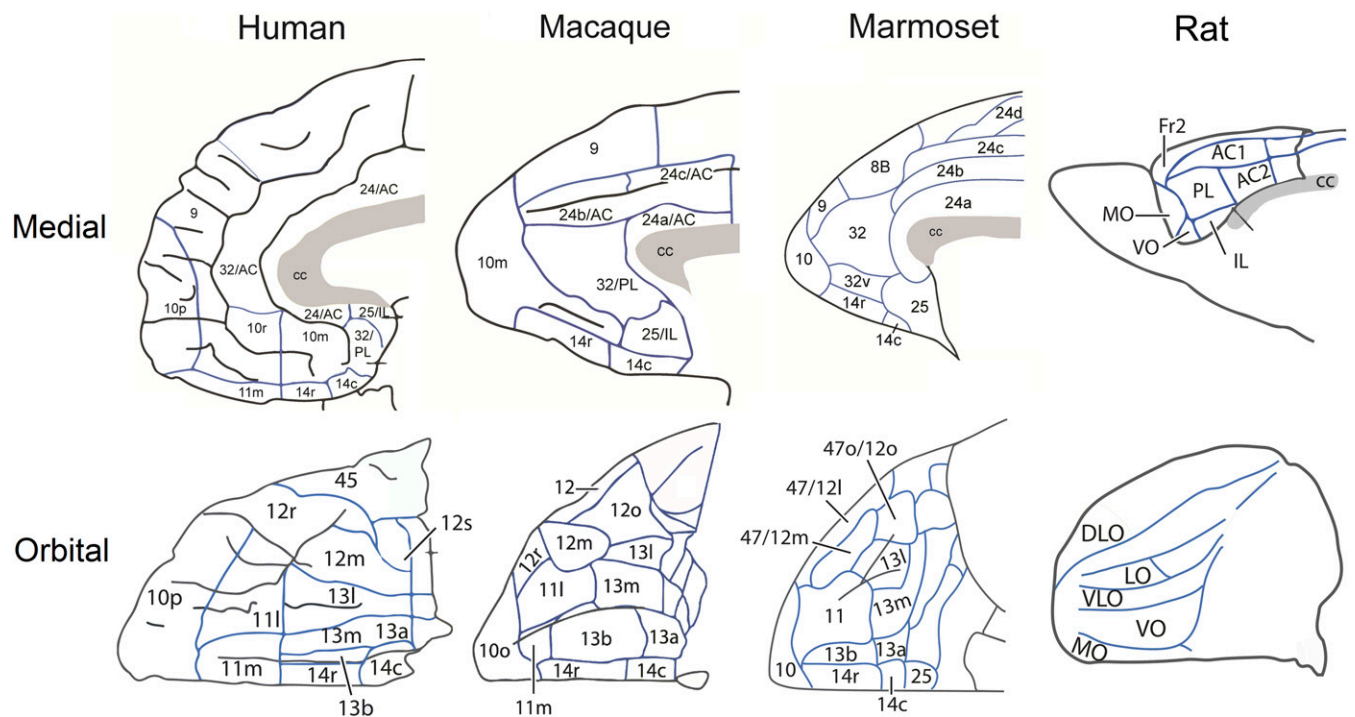 Human
Macaque
Marmoset
Rat
Medial
9
10p
32/AC
24/AC
cc
24/AC
25/IL
10r
10m
32/
PL
11m
14r
14c
9
24c/AC
24b/AC
24a/AC
cc
10m
32/PL
25/IL
14r
14c
24d
24c
8B
24b
24a
9
32
cc
10
32v
14r
25
14c
Fr2
AC1
AC2
PL
cc
MO
VO
IL
Orbital
45
12r
12s
12m
13l
10p
11l
13m
13a
11m
14r
14c
13b
12
12o
12m
12r
13l
11l
13m
10o
13b
13a
14r
14c
11m
47o/12o
47/12l
47/12m
13l
11
13m
13b
13a
10
14r
25
14c
DLO
LO
VLO
VO
MO